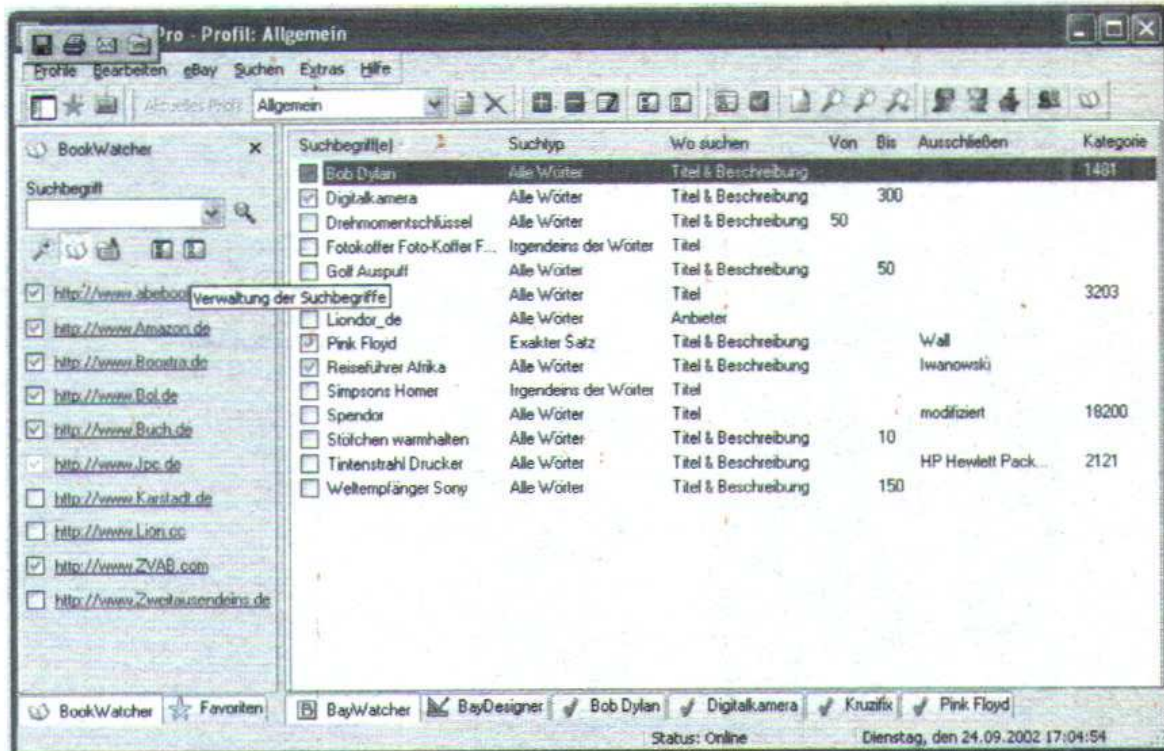 Pro - Profil: Allgemein
Profile Bearbeiten eBay Suchen Extras Hilfe
Aktuelles Profil Allgemein
BookWatcher
Suchbegriff
http://www.abeboo
Verwaltung der Suchbegriffe
http://www.Amazon.de
http://www.Booxtra.de
http://www.Bol.de
http://www.Buch.de
http://www.Jpc.de
http://www.Karstadt.de
http://www.Lion.cc
http://www.ZVAB.com
http://www.Zweitausendeins.de
BookWatcher Favoriten
Suchbegriff(e) Suchtyp Wo suchen Von Bis Ausschließen Kategorie
Bob Dylan Alle Wörter Titel & Beschreibung 1481
Digitalkamera Alle Wörter Titel & Beschreibung 300
Drehmomentschlüssel Alle Wörter Titel & Beschreibung 50
Fotokoffer Foto-Koffer F... Irgendeins der Wörter Titel
Golf Auspuff Alle Wörter Titel & Beschreibung 50
Alle Wörter Titel 3203
Liondor_de Alle Wörter Anbieter
Pink Floyd Exakter Satz Titel & Beschreibung Wall
Reiseführer Afrika Alle Wörter Titel & Beschreibung Iwanowski
Simpsons Homer Irgendeins der Wörter Titel
Spendor Alle Wörter Titel modifiziert 18200
Stöfchen warmhalten Alle Wörter Titel & Beschreibung 10
Tintenstrahl Drucker Alle Wörter Titel & Beschreibung HP Hewlett Pack... 2121
Weltempfänger Sony Alle Wörter Titel & Beschreibung 150
BayWatcher BayDesigner Bob Dylan Digitalkamera Kruzifix Pink Floyd
Status: Online Dienstag, den 24.09.2002 17:04:54